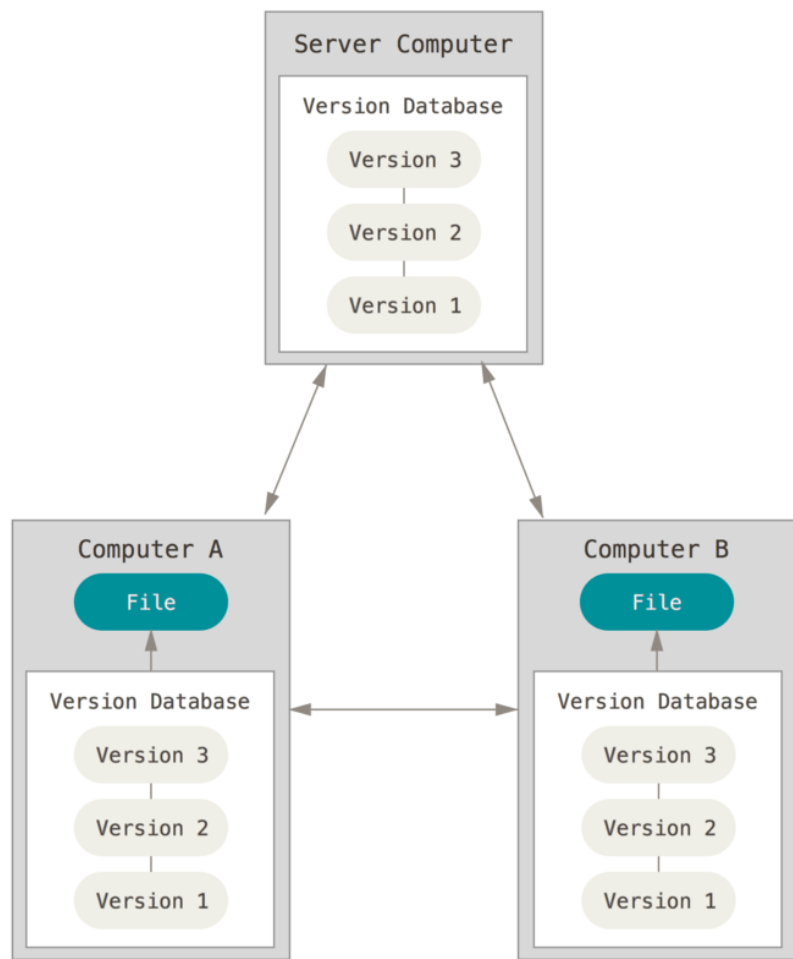 Server Computer
Version Database
Version 3
Version 2
Version 1
Computer A
File
Version Database
Version 3
Version 2
Version 1
Computer B
File
Version Database
Version 3
Version 2
Version 1